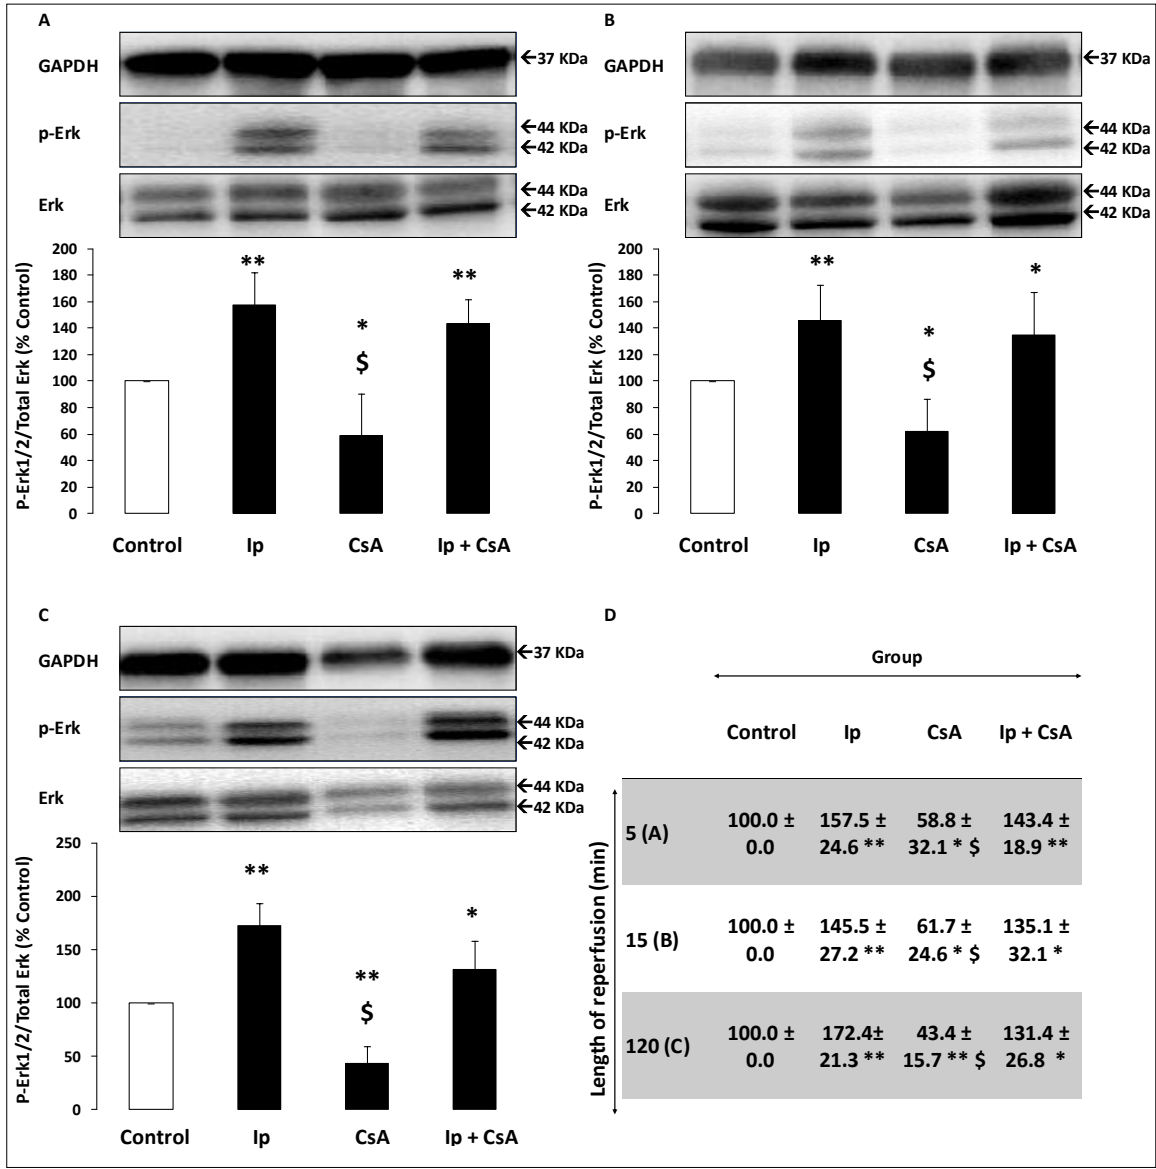 A
GAPDH
←37 KDa
p-Erk
←44 KDa
←42 KDa
Erk
←44 KDa
←42 KDa
P-Erk1/2/Total Erk (% Control)
200
180
160
140
120
100
80
60
40
20
0
**
*
$
**
Control Ip CsA Ip + CsA
B
GAPDH
←37 KDa
p-Erk
←44 KDa
←42 KDa
Erk
←44 KDa
←42 KDa
P-Erk1/2/Total Erk (% Control)
200
180
160
140
120
100
80
60
40
20
0
**
*
$
*
Control Ip CsA Ip + CsA
C
GAPDH
←37 KDa
p-Erk
←44 KDa
←42 KDa
Erk
←44 KDa
←42 KDa
P-Erk1/2/Total Erk (% Control)
250
200
150
100
50
0
**
**
$
*
Control Ip CsA Ip + CsA
D
Group
Control Ip CsA Ip + CsA
Length of reperfusion (min)
5 (A) 100.0 ± 157.5 ± 58.8 ± 143.4 ±
0.0 24.6 ** 32.1 * $ 18.9 **
15 (B) 100.0 ± 145.5 ± 61.7 ± 135.1 ±
0.0 27.2 ** 24.6 * $ 32.1 *
120 (C) 100.0 ± 172.4± 43.4 ± 131.4 ±
0.0 21.3 ** 15.7 ** $ 26.8 *